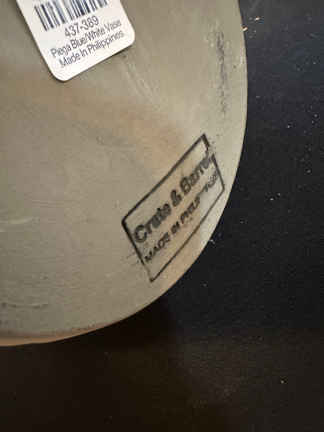 437-389
Piega Blue/White Vase
Made In Philippines
Crate & Barrel
MADE IN PHILIPPINES